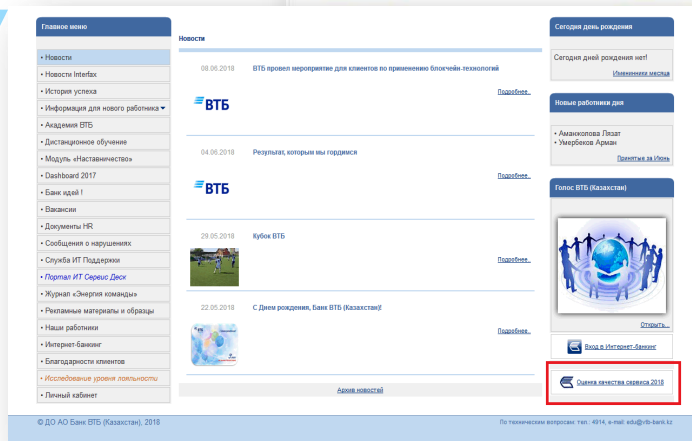 Главное меню
• Новости
• Новости Interfax
• История успеха
• Информация для нового работника
• Академия ВТБ
• Дистанционное обучение
• Модуль «Наставничество»
• Dashboard 2017
• Банк идей !
• Вакансии
• Документы HR
• Сообщения о нарушениях
• Служба ИТ Поддержки
• Портал ИТ Сервис Деск
• Журнал «Энергия команды»
• Рекламные материалы и образцы
• Наши работники
• Интернет-банкинг
• Благодарности клиентов
• Исследование уровня лояльности
• Личный кабинет
Новости
08.06.2018 ВТБ провел мероприятие для клиентов по применению блокчейн-технологий
Подробнее..
ВТБ
04.06.2018 Результат, которым мы гордимся
Подробнее..
ВТБ
29.05.2018 Кубок ВТБ
Подробнее..
22.05.2018 С Днем рождения, Банк ВТБ (Казахстан)!
Подробнее..
Архив новостей
Сегодня день рождения
Сегодня дней рождения нет!
Именинники месяца
Новые работники дня
• Аманжолова Лязат
• Умербеков Арман
Принятые за Июнь
Голос ВТБ (Казахстан)
Открыть...
Вход в Интернет-банкинг
Оценка качества сервиса 2018
© ДО АО Банк ВТБ (Казахстан), 2018
По техническим вопросам: тел.: 4914, e-mail: edu@vtb-bank.kz